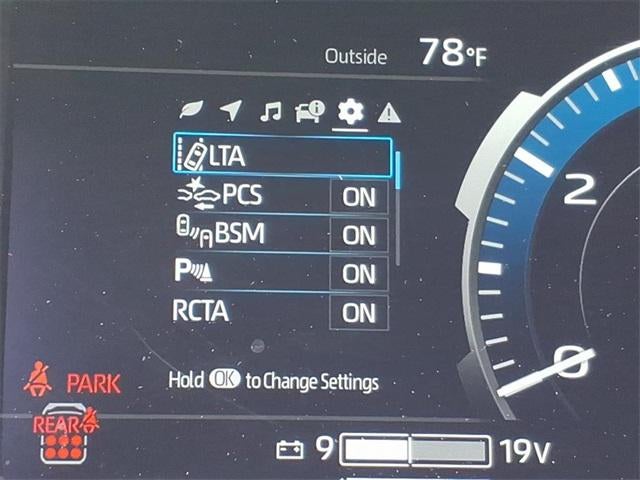 Outside 78°F
LTA
PCS ON
BSM ON
P ON
RCTA ON
Hold OK to Change Settings
PARK
REAR
9 19V
2
0